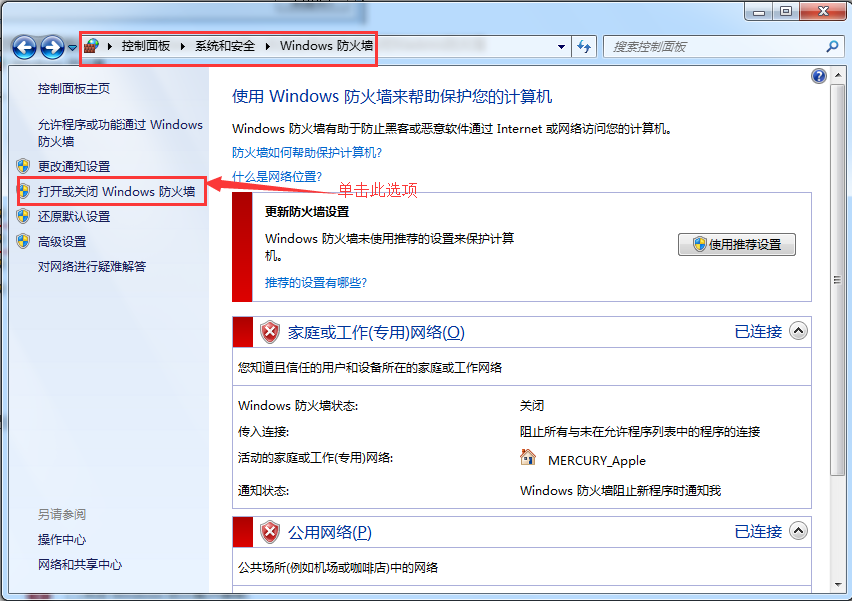 控制面板 ▸ 系统和安全 ▸ Windows 防火墙
搜索控制面板
控制面板主页
允许程序或功能通过 Windows
防火墙
更改通知设置
打开或关闭 Windows 防火墙
还原默认设置
高级设置
对网络进行疑难解答
另请参阅
操作中心
网络和共享中心
使用 Windows 防火墙来帮助保护您的计算机
Windows 防火墙有助于防止黑客或恶意软件通过 Internet 或网络访问您的计算机。
防火墙如何帮助保护计算机?
什么是网络位置?
单击此选项
更新防火墙设置
Windows 防火墙未使用推荐的设置来保护计算
机。
推荐的设置有哪些?
使用推荐设置
家庭或工作(专用)网络(O) 已连接
您知道且信任的用户和设备所在的家庭或工作网络
Windows 防火墙状态: 关闭
传入连接: 阻止所有与未在允许程序列表中的程序的连接
活动的家庭或工作(专用)网络: MERCURY_Apple
通知状态: Windows 防火墙阻止新程序时通知我
公用网络(P) 已连接
公共场所(例如机场或咖啡店)中的网络